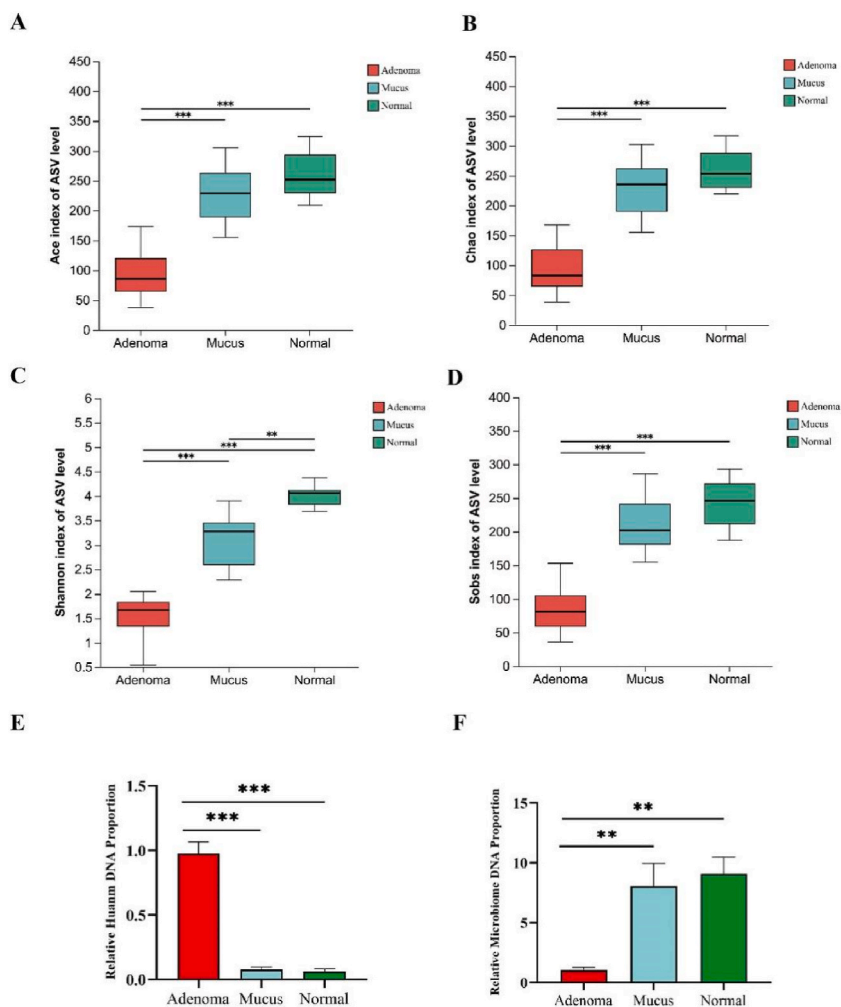 A
Ace index of ASV level
450
400
350
300
250
200
150
100
50
0
***
***
Adenoma
Mucus
Normal
Adenoma
Mucus
Normal
B
Chao index of ASV level
450
400
350
300
250
200
150
100
50
0
***
***
Adenoma
Mucus
Normal
Adenoma
Mucus
Normal
C
Shannon index of ASV level
6
5.5
5
4.5
4
3.5
3
2.5
2
1.5
1
0.5
**
***
***
Adenoma
Mucus
Normal
Adenoma
Mucus
Normal
D
Sobs index of ASV level
400
350
300
250
200
150
100
50
0
***
***
Adenoma
Mucus
Normal
Adenoma
Mucus
Normal
E
Relative Huanm DNA Proportion
1.5
1.0
0.5
0.0
***
***
Adenoma
Mucus
Normal
F
Relative Microbiome DNA Proportion
15
10
5
0
**
**
Adenoma
Mucus
Normal